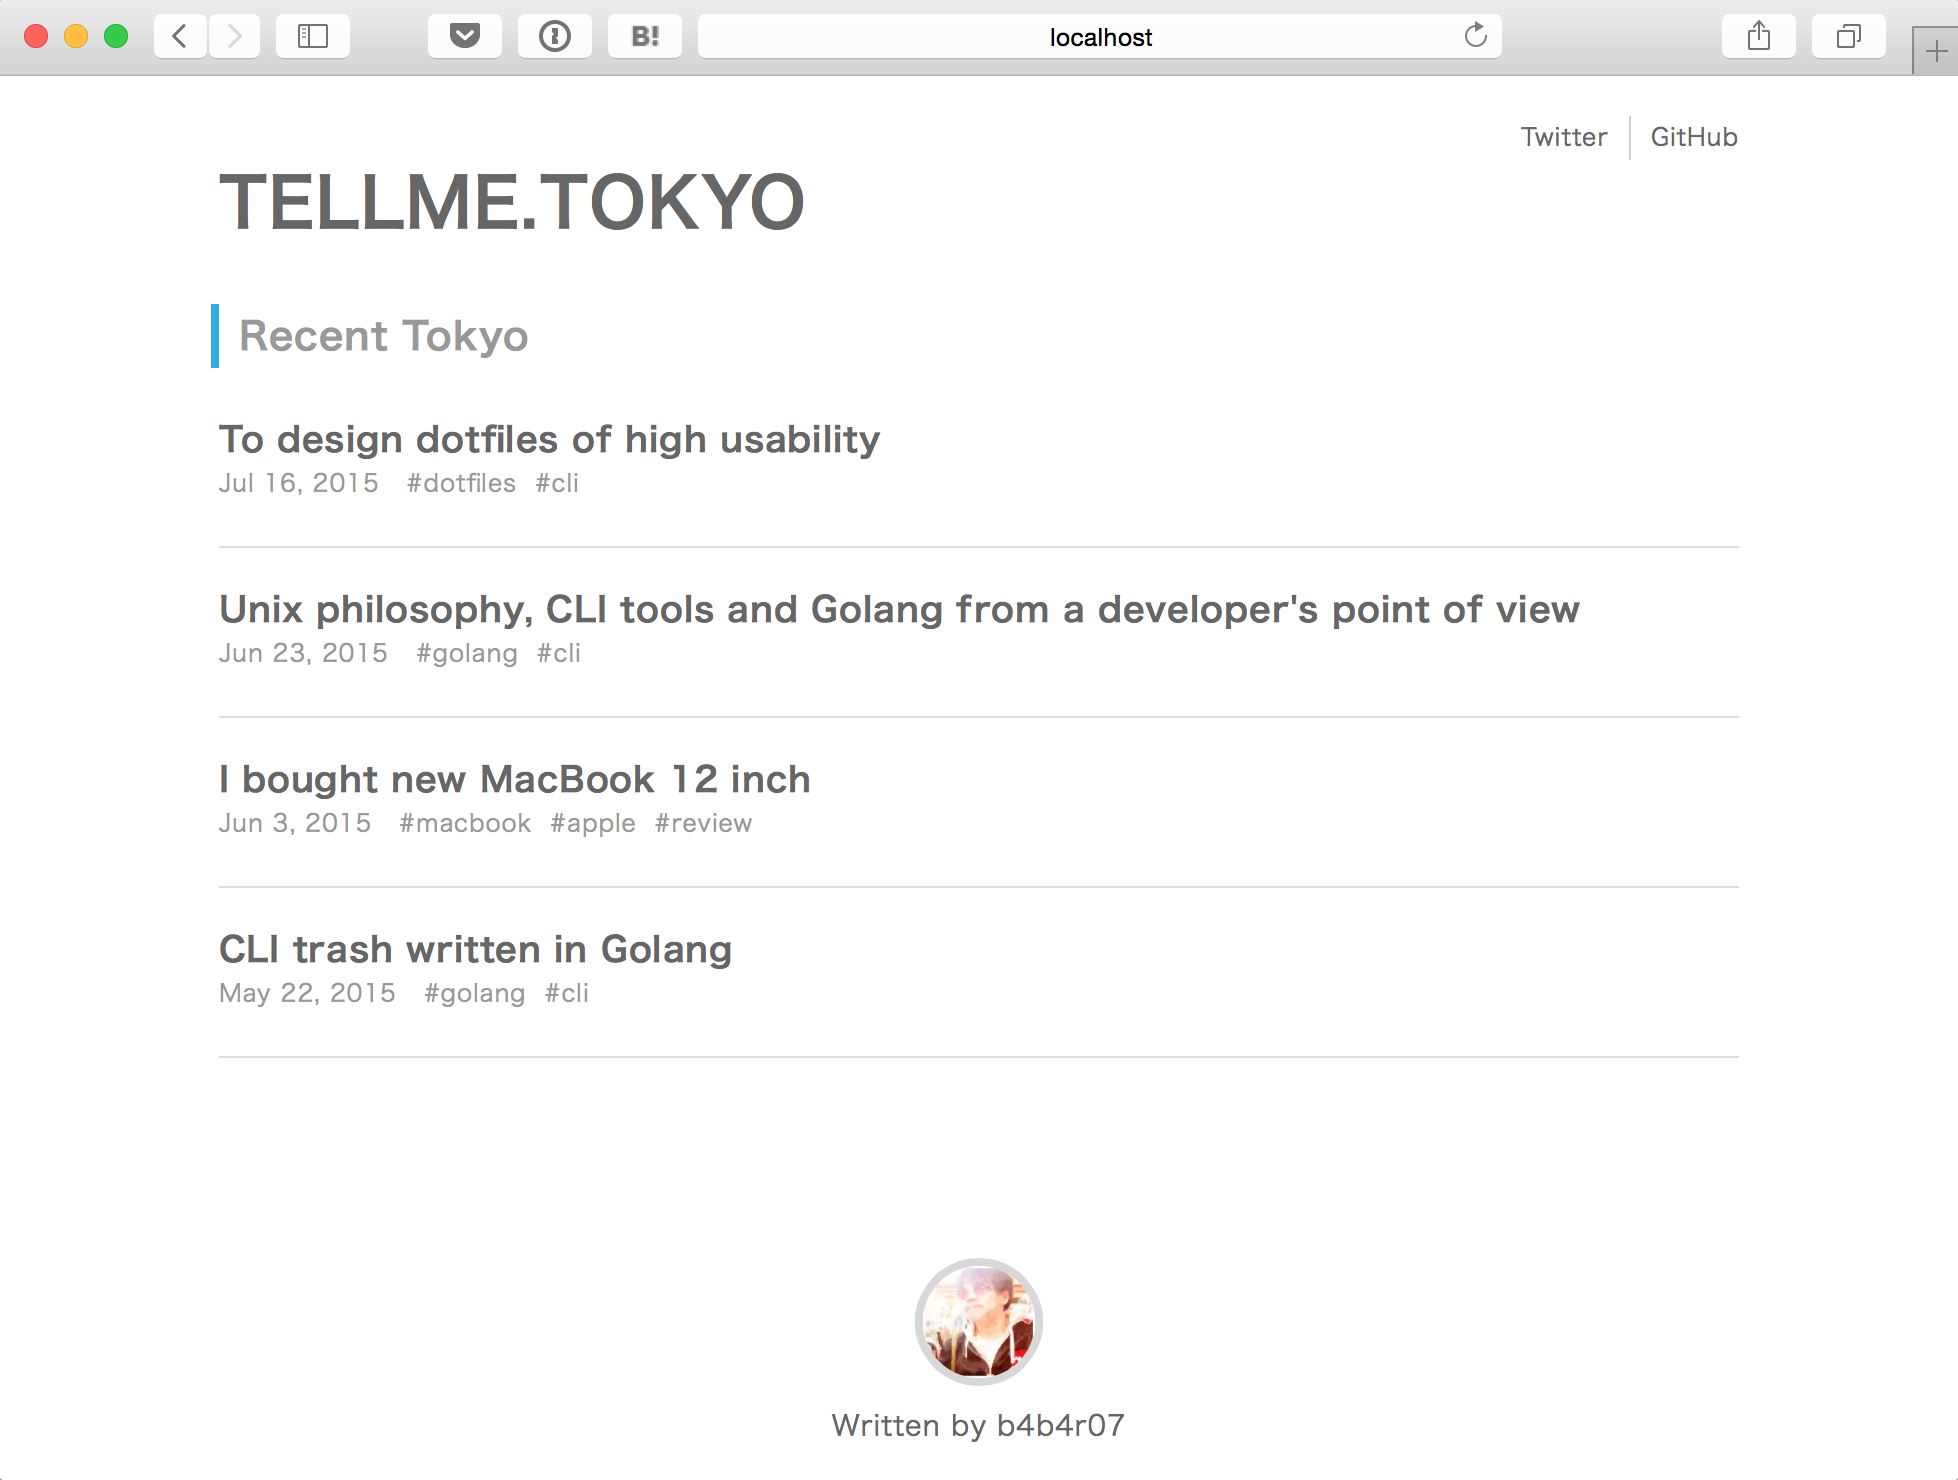 B!
localhost
Twitter GitHub
TELLME.TOKYO
Recent Tokyo
To design dotfiles of high usability
Jul 16, 2015 #dotfiles #cli
Unix philosophy, CLI tools and Golang from a developer's point of view
Jun 23, 2015 #golang #cli
I bought new MacBook 12 inch
Jun 3, 2015 #macbook #apple #review
CLI trash written in Golang
May 22, 2015 #golang #cli
Written by b4b4r07